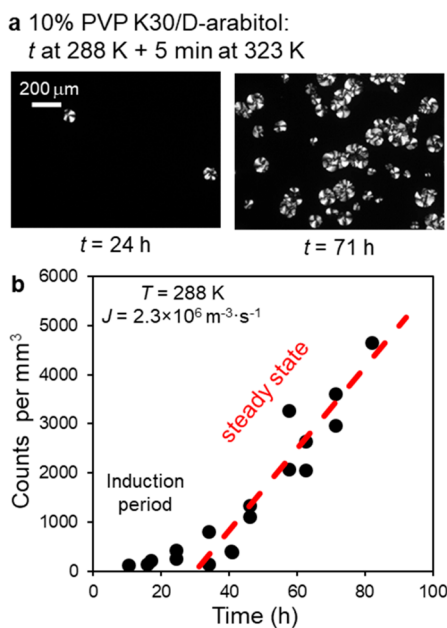 a 10% PVP K30/D-arabitol:
t at 288 K + 5 min at 323 K
200 μm
t = 24 h
t = 71 h
b
T = 288 K
J = 2.3×10⁶ m⁻³·s⁻¹
steady state
Induction
period
Counts per mm³
6000
5000
4000
3000
2000
1000
0
0 20 40 60 80 100
Time (h)